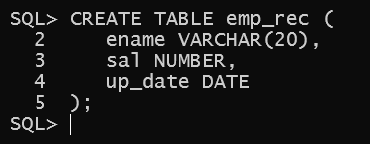 SQL> CREATE TABLE emp_rec (
  2     ename VARCHAR(20),
  3     sal NUMBER,
  4     up_date DATE
  5  );
SQL>